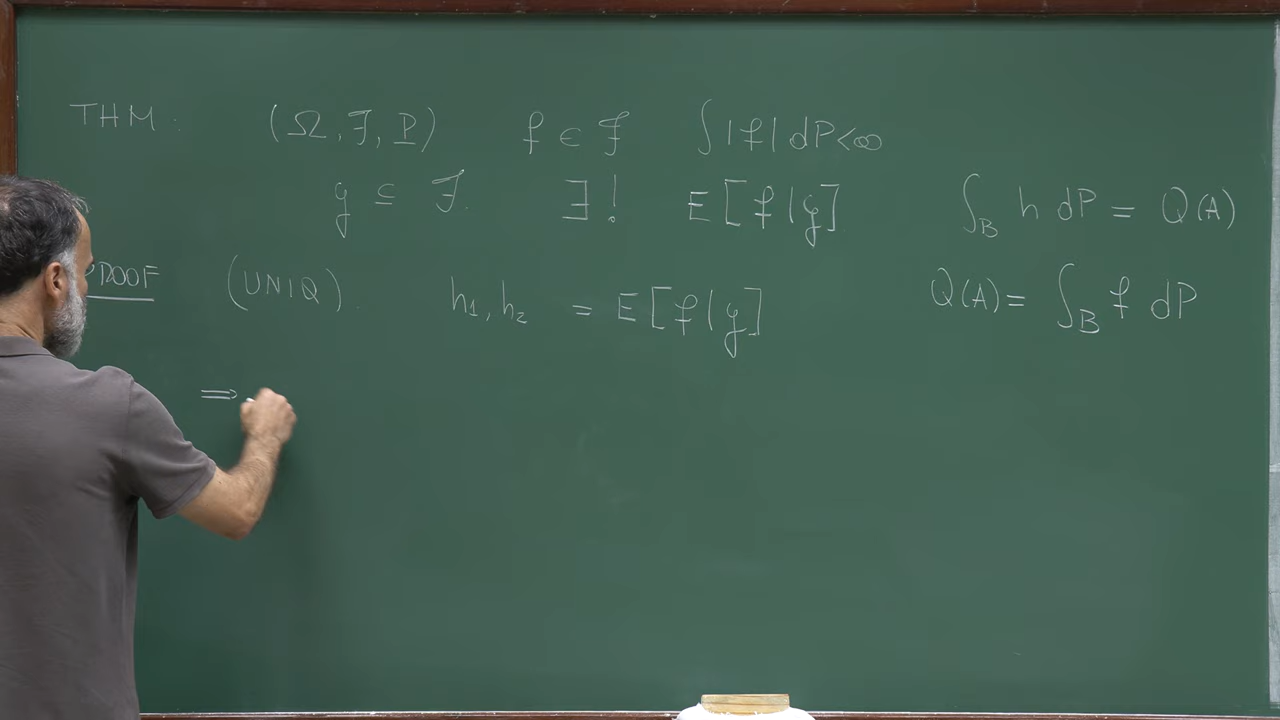 THM: (Ω, ℱ, P) f ∈ ℱ ∫|f| dP < ∞
𝒢 ⊆ ℱ. ∃! E[f|𝒢] ∫_B h dP = Q(A)
PROOF (UNIQ). h₁, h₂ = E[f|𝒢] Q(A) = ∫_B f dP
⇒